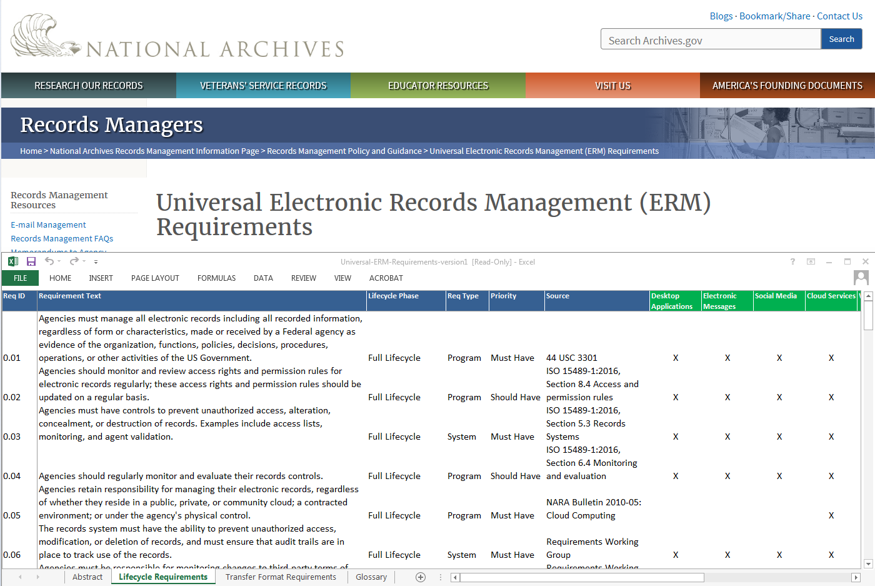 Blogs · Bookmark/Share · Contact Us
NATIONAL ARCHIVES
Search Archives.gov
Search
RESEARCH OUR RECORDS
VETERANS' SERVICE RECORDS
EDUCATOR RESOURCES
VISIT US
AMERICA'S FOUNDING DOCUMENTS
Records Managers
Home > National Archives Records Management Information Page > Records Management Policy and Guidance > Universal Electronic Records Management (ERM) Requirements
Records Management
Resources
E-mail Management
Records Management FAQs
Memorandums to Agency
Universal Electronic Records Management (ERM)
Requirements
Universal-ERM-Requirements-version1 [Read-Only] - Excel
FILE HOME INSERT PAGE LAYOUT FORMULAS DATA REVIEW VIEW ACROBAT
Req ID Requirement Text Lifecycle Phase Req Type Priority Source Desktop Electronic Social Media Cloud Services
Applications Messages
Agencies must manage all electronic records including all recorded information,
regardless of form or characteristics, made or received by a Federal agency as
evidence of the organization, functions, policies, decisions, procedures,
0.01 operations, or other activities of the US Government. Full Lifecycle Program Must Have 44 USC 3301 X X X X
Agencies should monitor and review access rights and permission rules for ISO 15489-1:2016,
electronic records regularly; these access rights and permission rules should be Section 8.4 Access and
0.02 updated on a regular basis. Full Lifecycle Program Should Have permission rules X X X X
Agencies must have controls to prevent unauthorized access, alteration, ISO 15489-1:2016,
concealment, or destruction of records. Examples include access lists, Section 5.3 Records
0.03 monitoring, and agent validation. Full Lifecycle System Must Have Systems X X X X
ISO 15489-1:2016,
Section 6.4 Monitoring
0.04 Agencies should regularly monitor and evaluate their records controls. Full Lifecycle Program Should Have and evaluation X X X X
Agencies retain responsibility for managing their electronic records, regardless
of whether they reside in a public, private, or community cloud; a contracted NARA Bulletin 2010-05:
0.05 environment; or under the agency's physical control. Full Lifecycle Program Must Have Cloud Computing X
The records system must have the ability to prevent unauthorized access,
modification, or deletion of records, and must ensure that audit trails are in Requirements Working
0.06 place to track use of the records. Full Lifecycle System Must Have Group X X X X
Agencies must be responsible for monitoring changes to third-party terms of Requirements Working
Abstract Lifecycle Requirements Transfer Format Requirements Glossary